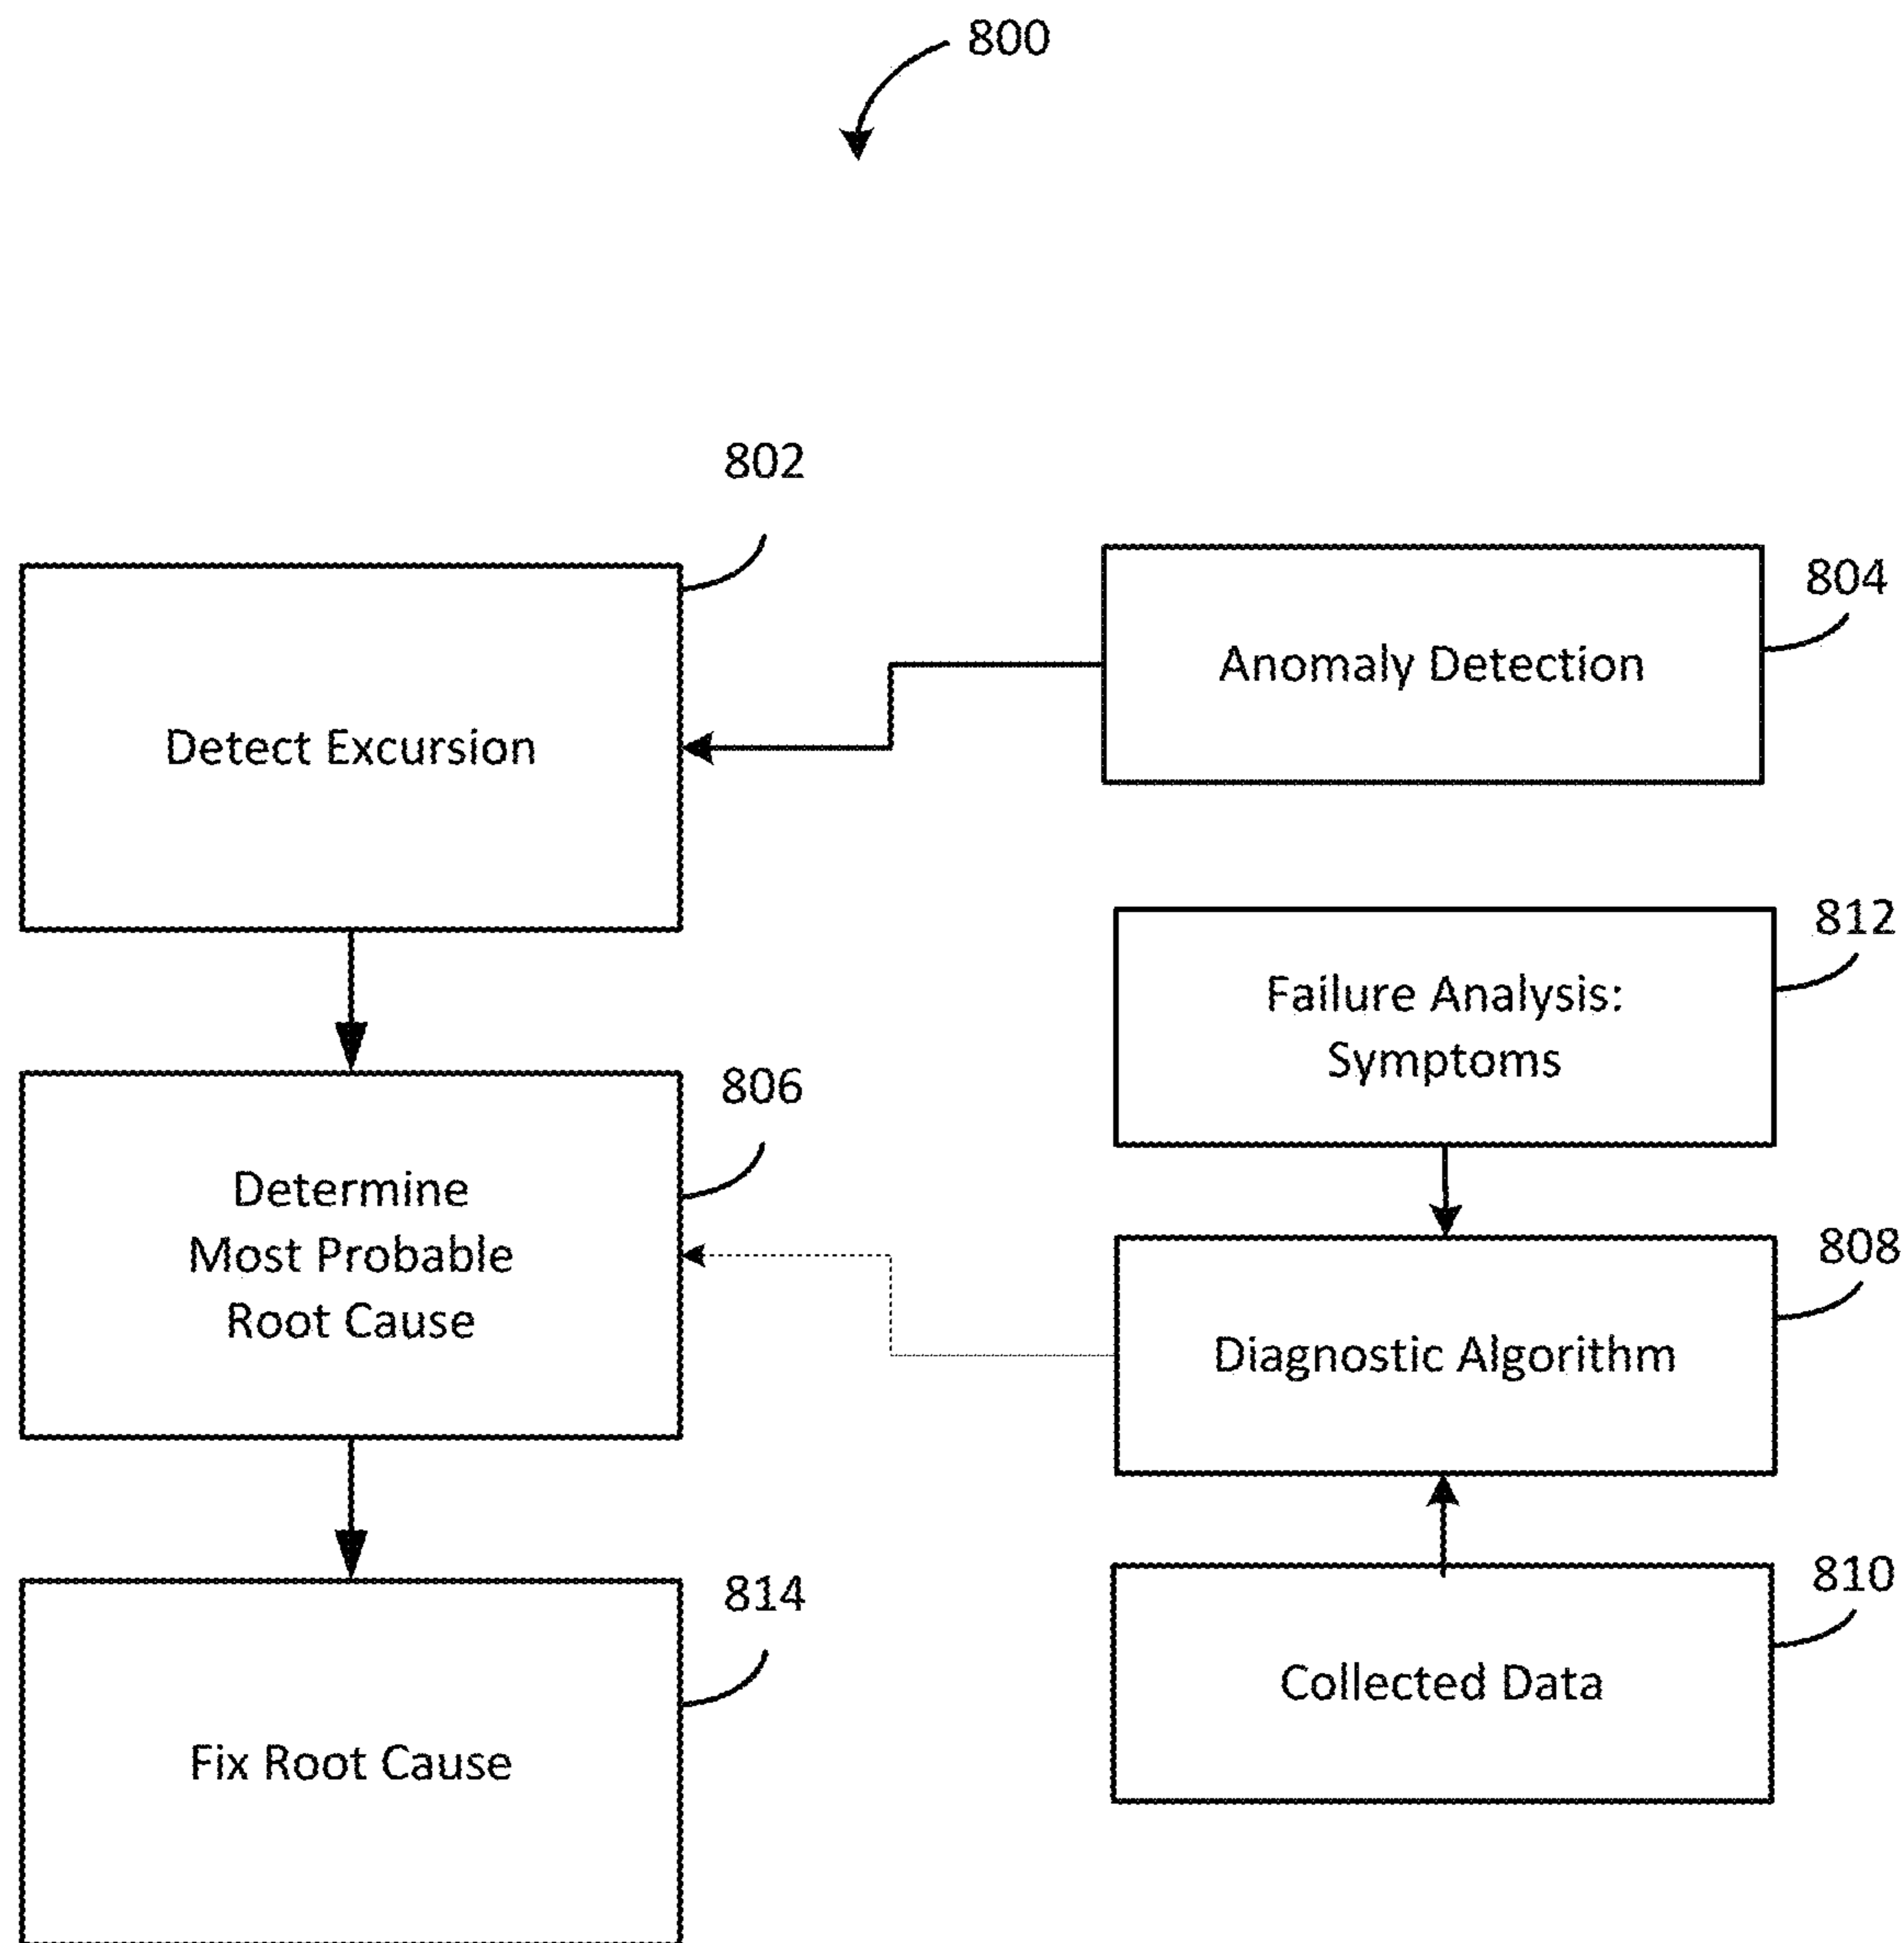 800
802
Detect Excursion
804
Anomaly Detection
812
Failure Analysis:
Symptoms
806
Determine
Most Probable
Root Cause
808
Diagnostic Algorithm
810
Collected Data
814
Fix Root Cause